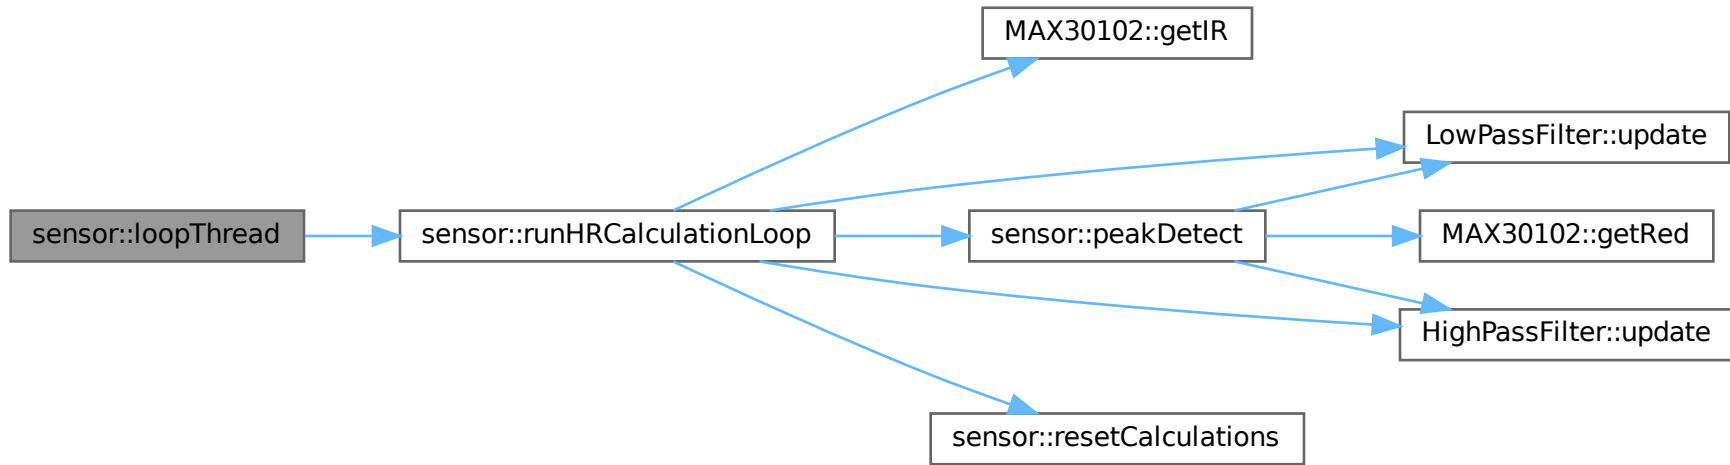 MAX30102::getIR
LowPassFilter::update
sensor::loopThread
sensor::runHRCalculationLoop
sensor::peakDetect
MAX30102::getRed
HighPassFilter::update
sensor::resetCalculations